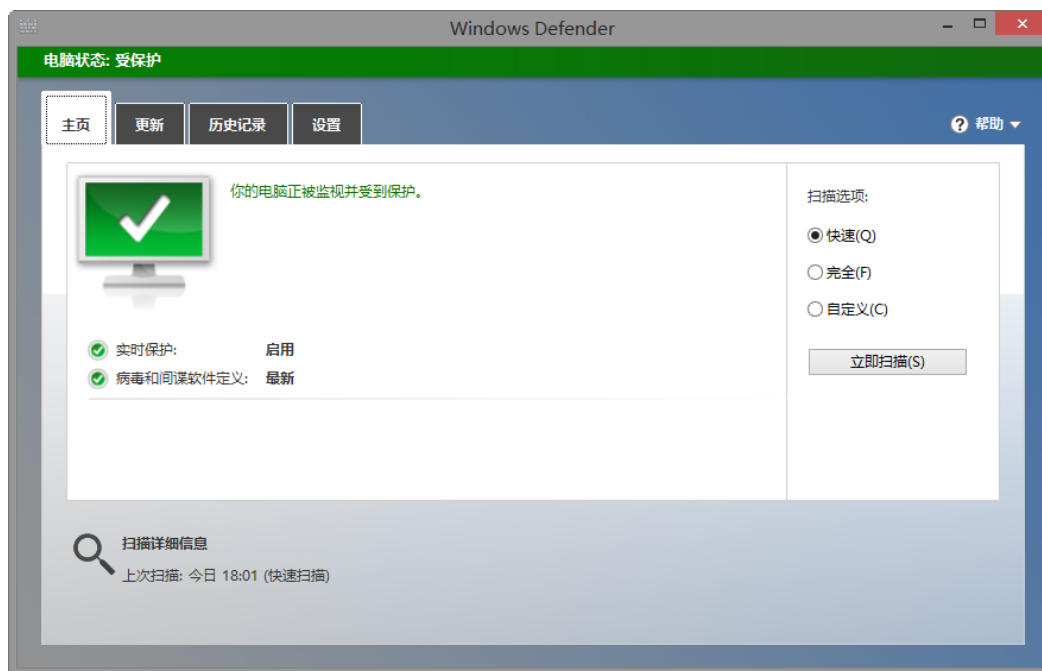 Windows Defender
电脑状态: 受保护
主页
更新
历史记录
设置
帮助
你的电脑正被监视并受到保护。
实时保护: 启用
病毒和间谍软件定义: 最新
扫描选项:
快速(Q)
完全(F)
自定义(C)
立即扫描(S)
扫描详细信息
上次扫描: 今日 18:01 (快速扫描)